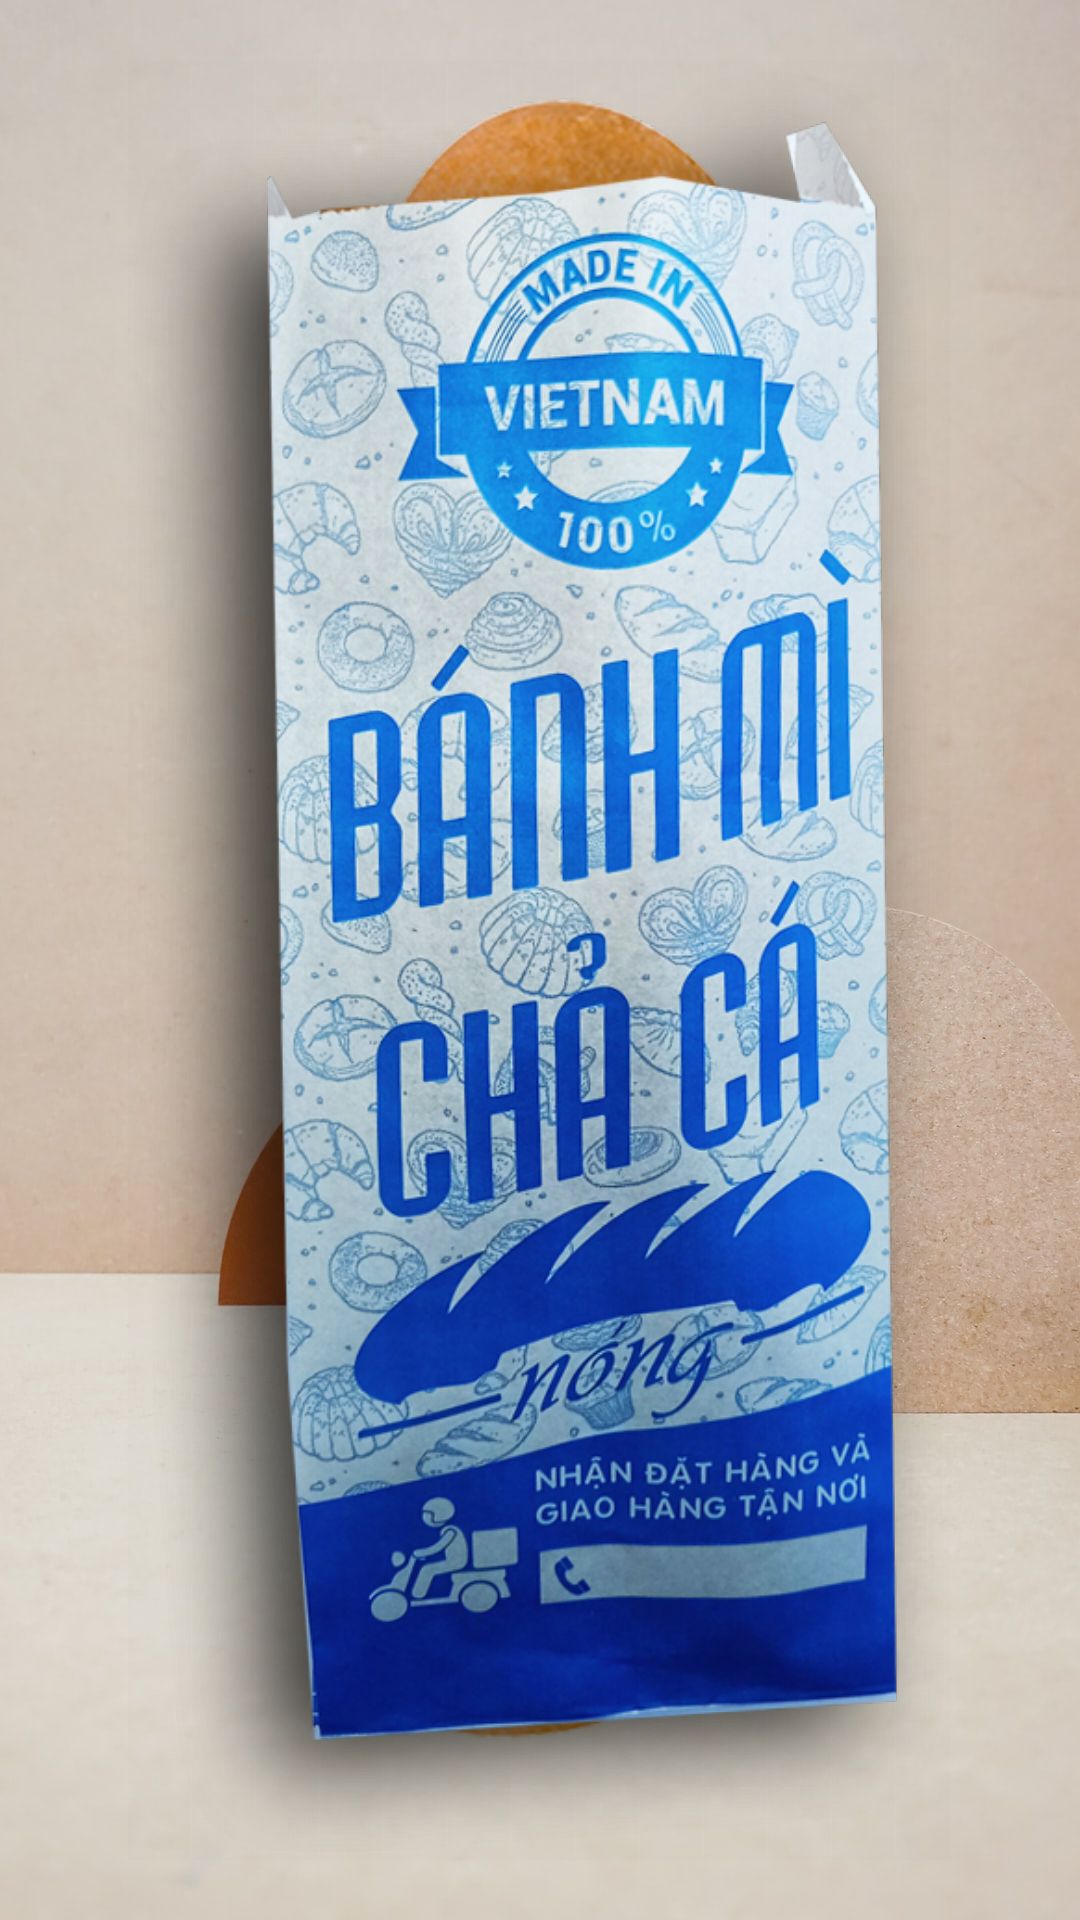 MADE IN
VIETNAM
100%
BÁNH MÌ
CHẢ CÁ
nóng
NHẬN ĐẶT HÀNG VÀ
GIAO HÀNG TẬN NƠI